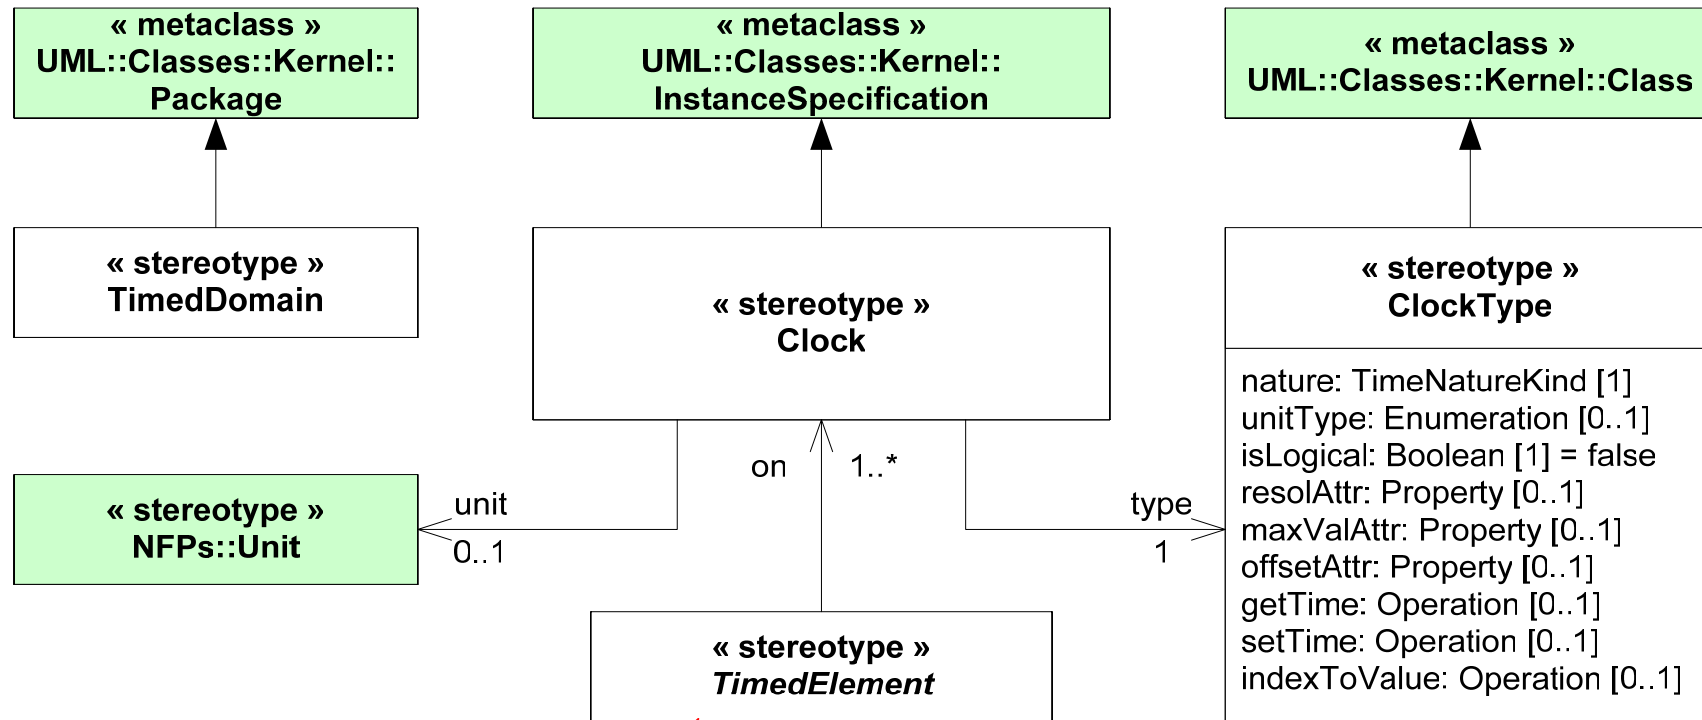 « metaclass »
UML::Classes::Kernel::
Package
« metaclass »
UML::Classes::Kernel::
InstanceSpecification
« metaclass »
UML::Classes::Kernel::Class
« stereotype »
TimedDomain
« stereotype »
Clock
« stereotype »
ClockType
nature: TimeNatureKind [1]
unitType: Enumeration [0..1]
isLogical: Boolean [1] = false
resolAttr: Property [0..1]
maxValAttr: Property [0..1]
offsetAttr: Property [0..1]
getTime: Operation [0..1]
setTime: Operation [0..1]
indexToValue: Operation [0..1]
on
1..*
unit
0..1
type
1
« stereotype »
NFPs::Unit
« stereotype »
TimedElement